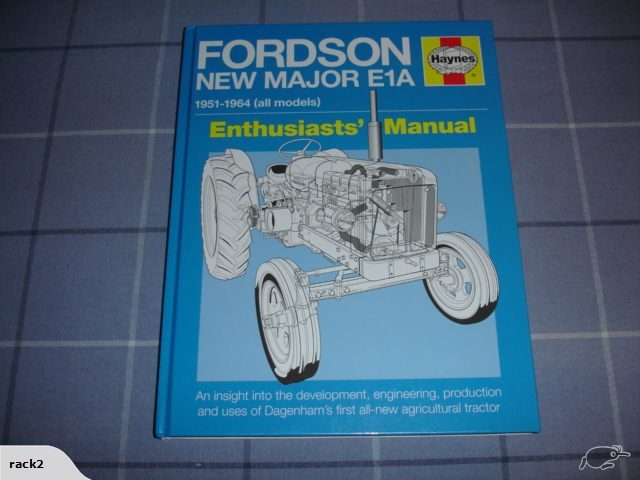 FORDSON
NEW MAJOR E1A
Haynes
1951-1964 (all models)
Enthusiasts' Manual
An insight into the development, engineering, production
and uses of Dagenham's first all-new agricultural tractor
rack2